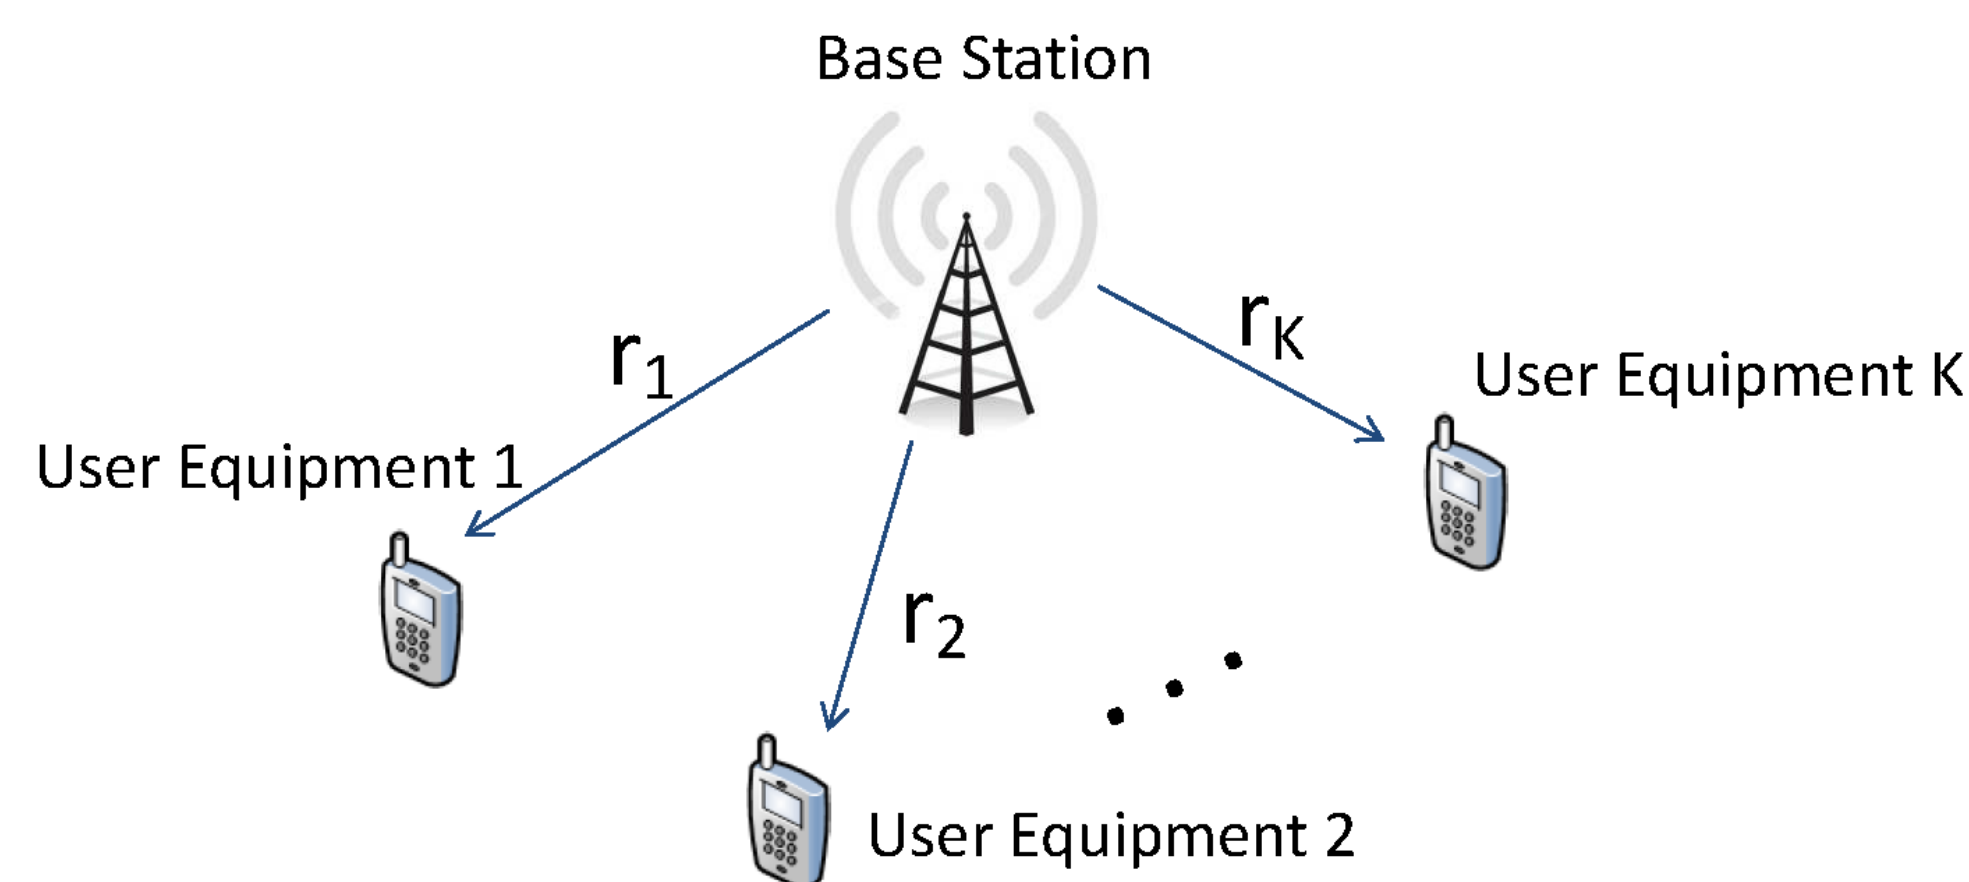 Base Station
r1
rK
User Equipment K
User Equipment 1
r2
User Equipment 2